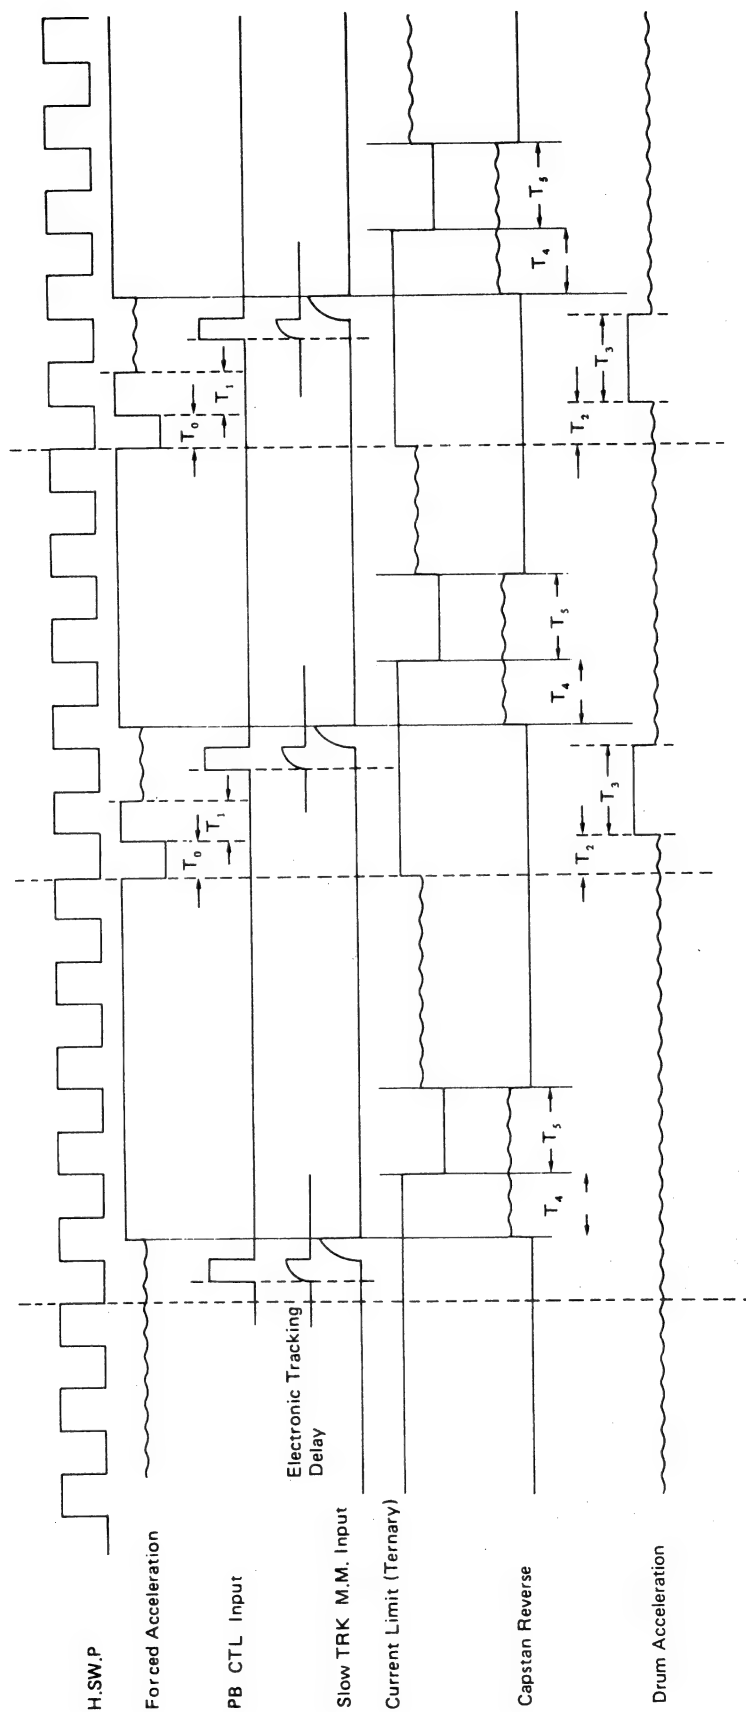 H.SW.P
Forced Acceleration
T₀
T₁
T₀
T₁
PB CTL Input
Electronic Tracking
Delay
Slow TRK M.M. Input
Current Limit (Ternary)
Capstan Reverse
T₄
T₅
T₄
T₅
T₄
T₅
Drum Acceleration
T₂
T₃
T₂
T₃